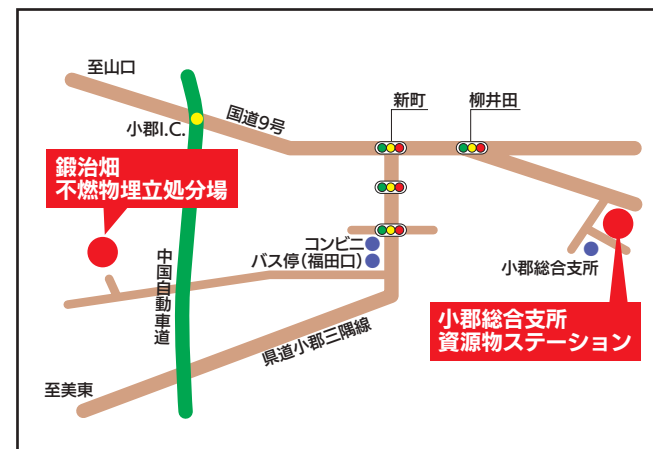 至山口
国道9号
新町
柳井田
小郡I.C.
鍛治畑
不燃物埋立処分場
コンビニ
バス停（福田口）
小郡総合支所
中国自動車道
小郡総合支所
資源物ステーション
県道小郡三隅線
至美東